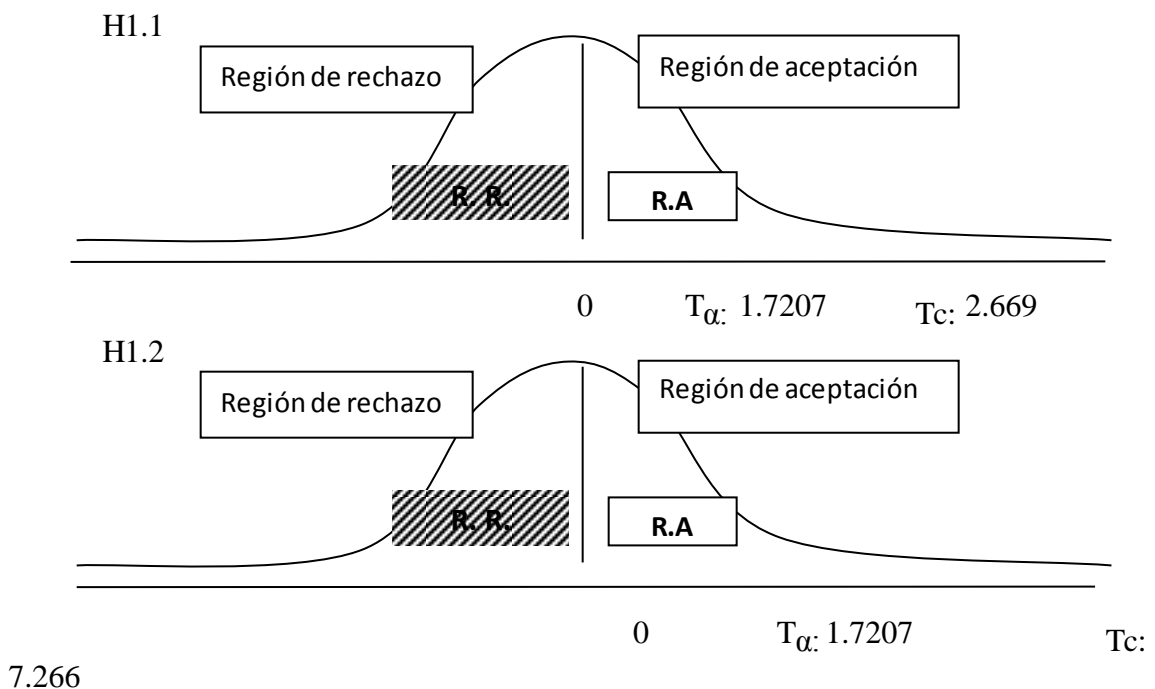 H1.1
Región de rechazo
Región de aceptación
R. R.
R.A
0 Tα: 1.7207 Tc: 2.669
H1.2
Región de rechazo
Región de aceptación
R. R.
R.A
0 Tα: 1.7207 Tc:
7.266